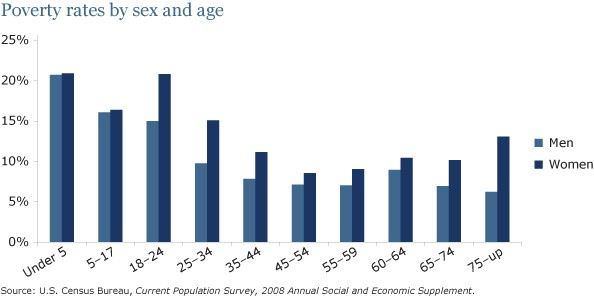 Poverty rates by sex and age
25%
20%
15%
10%
5%
0%
Men
Women
Under 5
5–17
18–24
25–34
35–44
45–54
55–59
60–64
65–74
75–up
Source: U.S. Census Bureau, Current Population Survey, 2008 Annual Social and Economic Supplement.